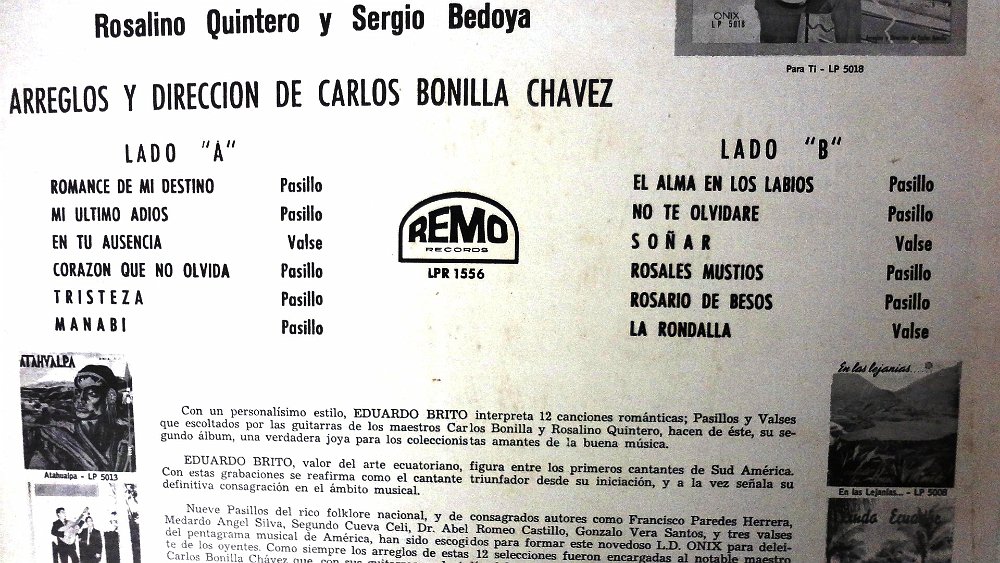 Rosalino Quintero y Sergio Bedoya
ONIX
LP 5018
Para Ti - LP 5018
ARREGLOS Y DIRECCION DE CARLOS BONILLA CHAVEZ
LADO "A"
ROMANCE DE MI DESTINO Pasillo
MI ULTIMO ADIOS Pasillo
EN TU AUSENCIA Valse
CORAZON QUE NO OLVIDA Pasillo
TRISTEZA Pasillo
MANABI Pasillo
REMO
RECORDS
LPR 1556
LADO "B"
EL ALMA EN LOS LABIOS Pasillo
NO TE OLVIDARE Pasillo
SOÑAR Valse
ROSALES MUSTIOS Pasillo
ROSARIO DE BESOS Pasillo
LA RONDALLA Valse
ATAHUALPA
Atahualpa - LP 5013
En las lejanías...
En las Lejanías... - LP 5008
Con un personalísimo estilo, EDUARDO BRITO interpreta 12 canciones románticas; Pasillos y Valses
que escoltados por las guitarras de los maestros Carlos Bonilla y Rosalino Quintero, hacen de éste, su se-
gundo álbum, una verdadera joya para los coleccionistas amantes de la buena música.
EDUARDO BRITO, valor del arte ecuatoriano, figura entre los primeros cantantes de Sud América.
Con estas grabaciones se reafirma como el cantante triunfador desde su iniciación, y a la vez señala su
definitiva consagración en el ámbito musical.
Nueve Pasillos del rico folklore nacional, y de consagrados autores como Francisco Paredes Herrera,
Medardo Angel Silva, Segundo Cueva Celi, Dr. Abel Romeo Castillo, Gonzalo Vera Santos, y tres valses
del pentagrama musical de América, han sido escogidos para formar este novedoso L.D. ONIX para delei-
te de los oyentes. Como siempre los arreglos de estas 12 selecciones fueron encargadas al notable maestro
Carlos Bonilla Chávez que con sus